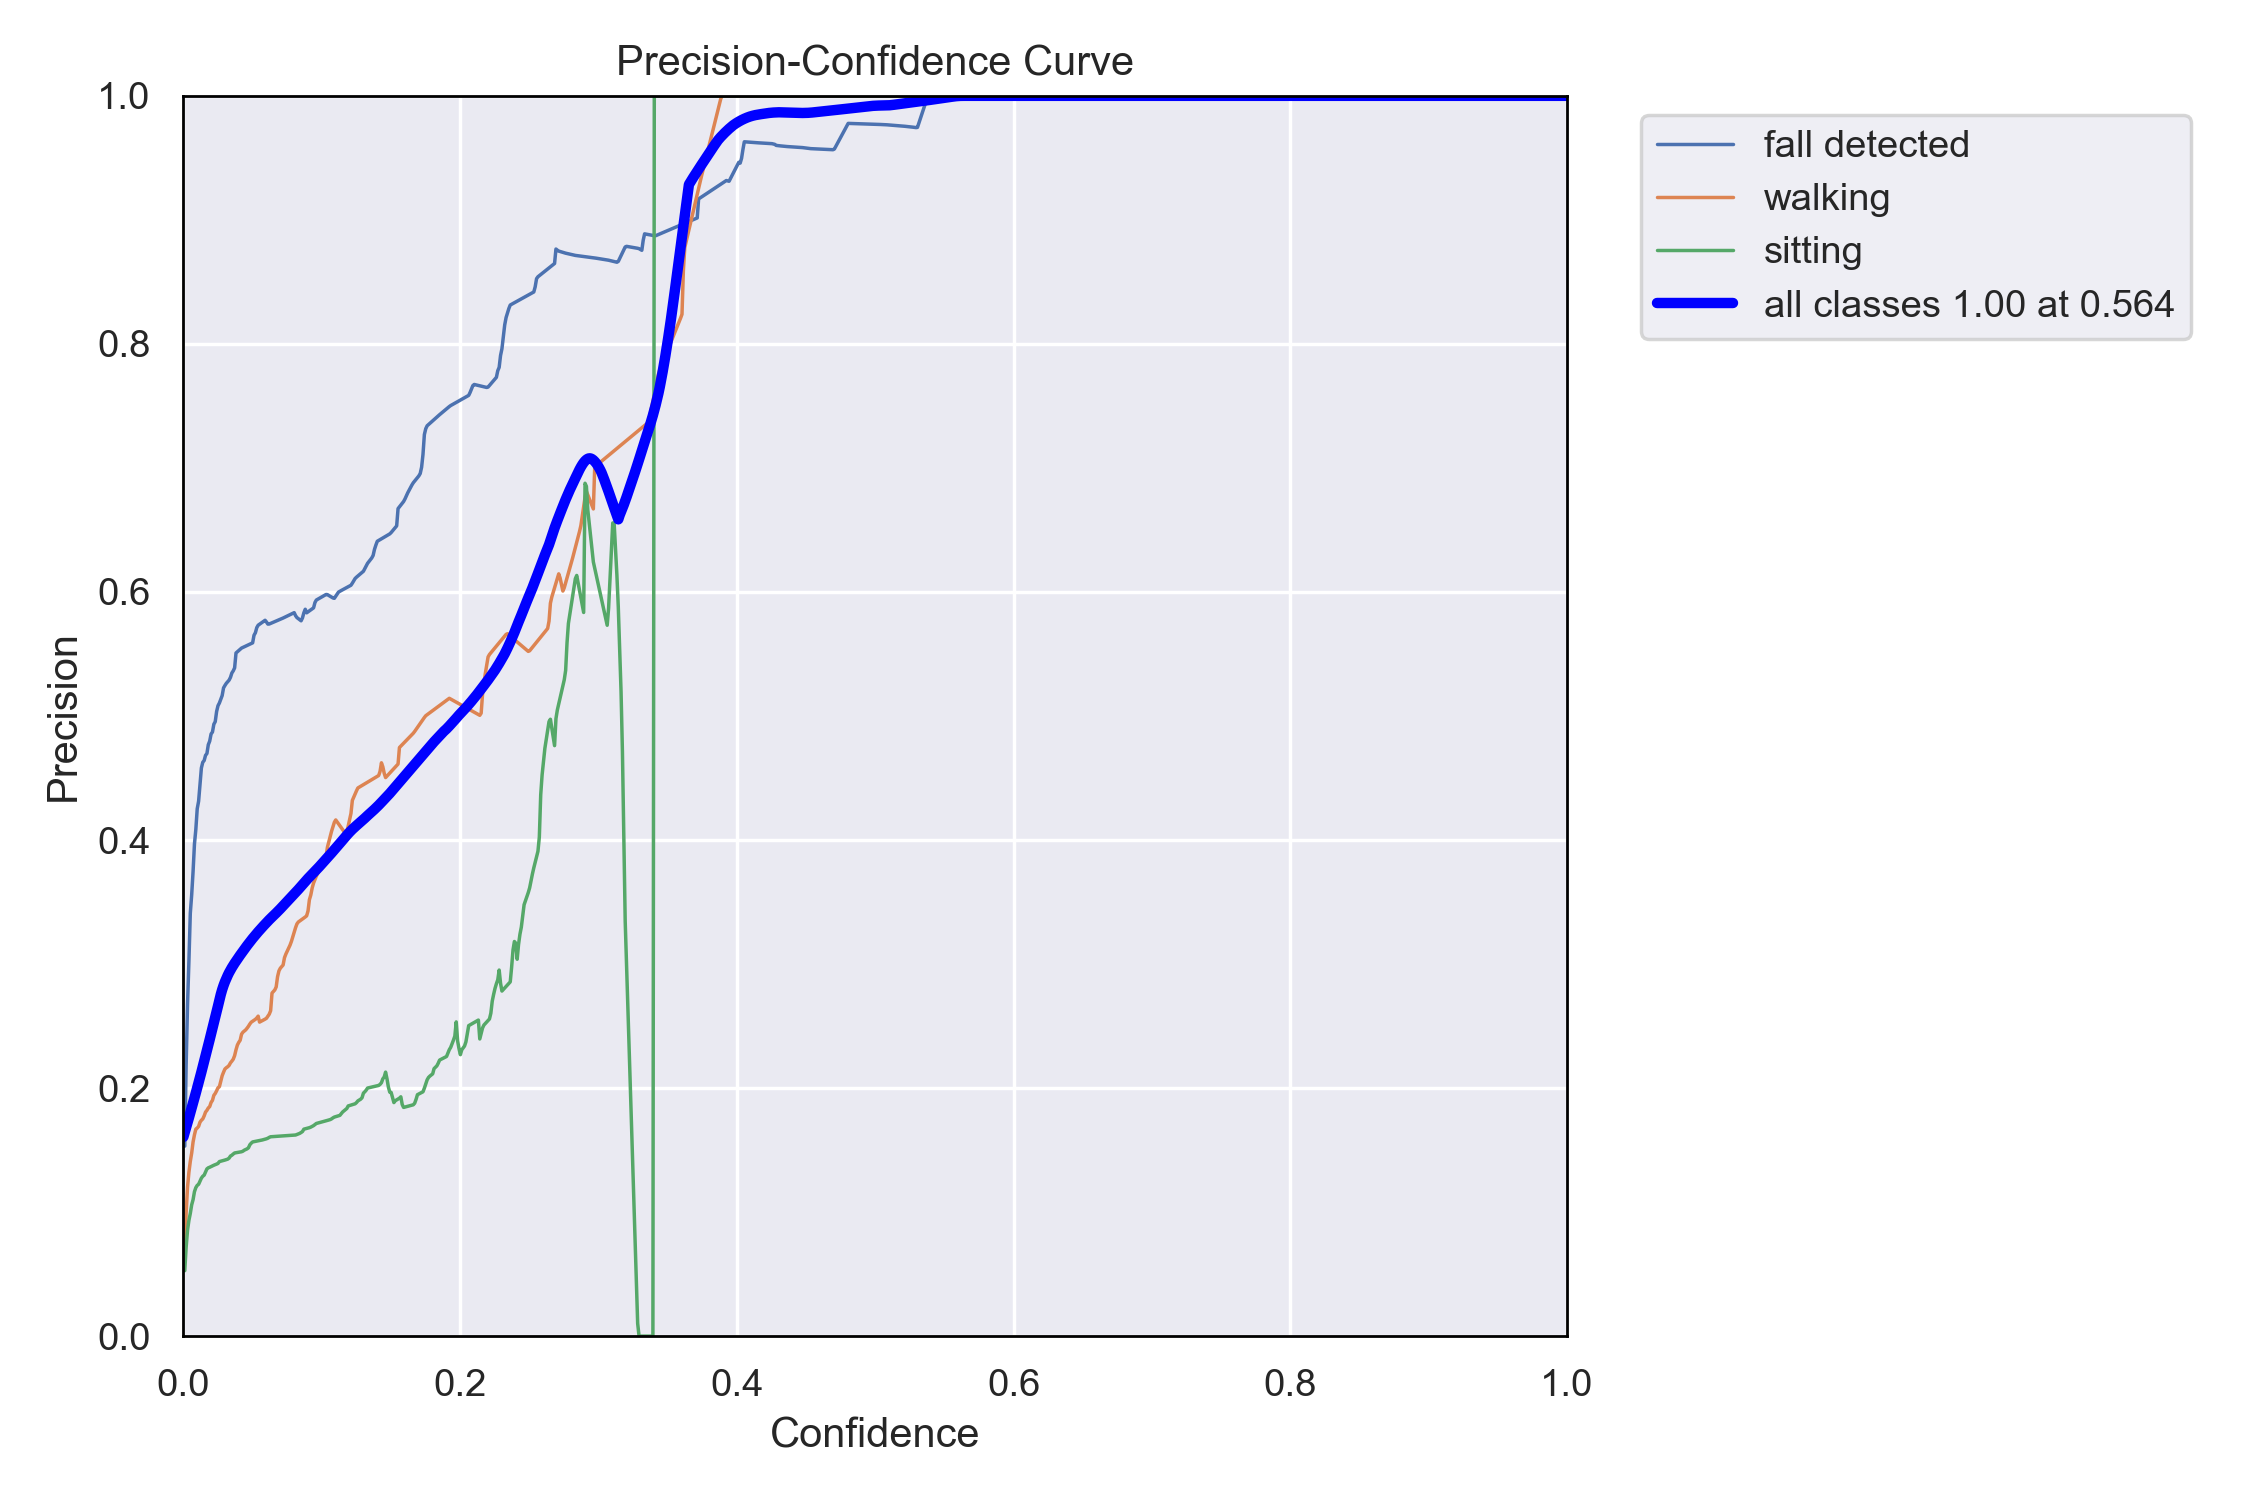 Precision-Confidence Curve
1.0
0.8
0.6
0.4
0.2
0.0
Precision
0.0 0.2 0.4 0.6 0.8 1.0
Confidence
fall detected
walking
sitting
all classes 1.00 at 0.564